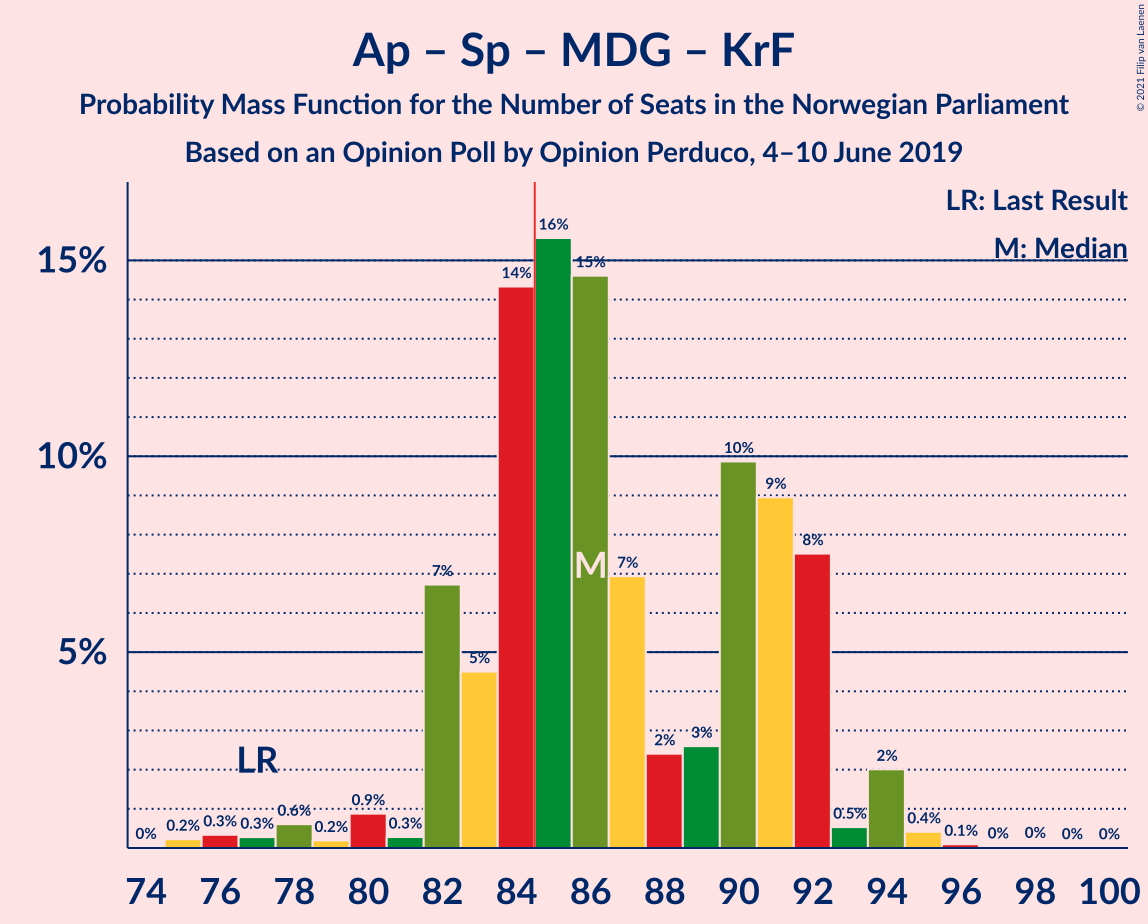 Ap – Sp – MDG – KrF
Probability Mass Function for the Number of Seats in the Norwegian Parliament
Based on an Opinion Poll by Opinion Perduco, 4–10 June 2019
© 2021 Filip van Laenen
LR: Last Result
M: Median
15%
10%
5%
0% 0.2% 0.3% 0.3% 0.6% 0.2% 0.9% 0.3% 7% 5% 14% 16% 15% 7% 2% 3% 10% 9% 8% 0.5% 2% 0.4% 0.1% 0% 0% 0% 0%
LR
M
74 76 78 80 82 84 86 88 90 92 94 96 98 100